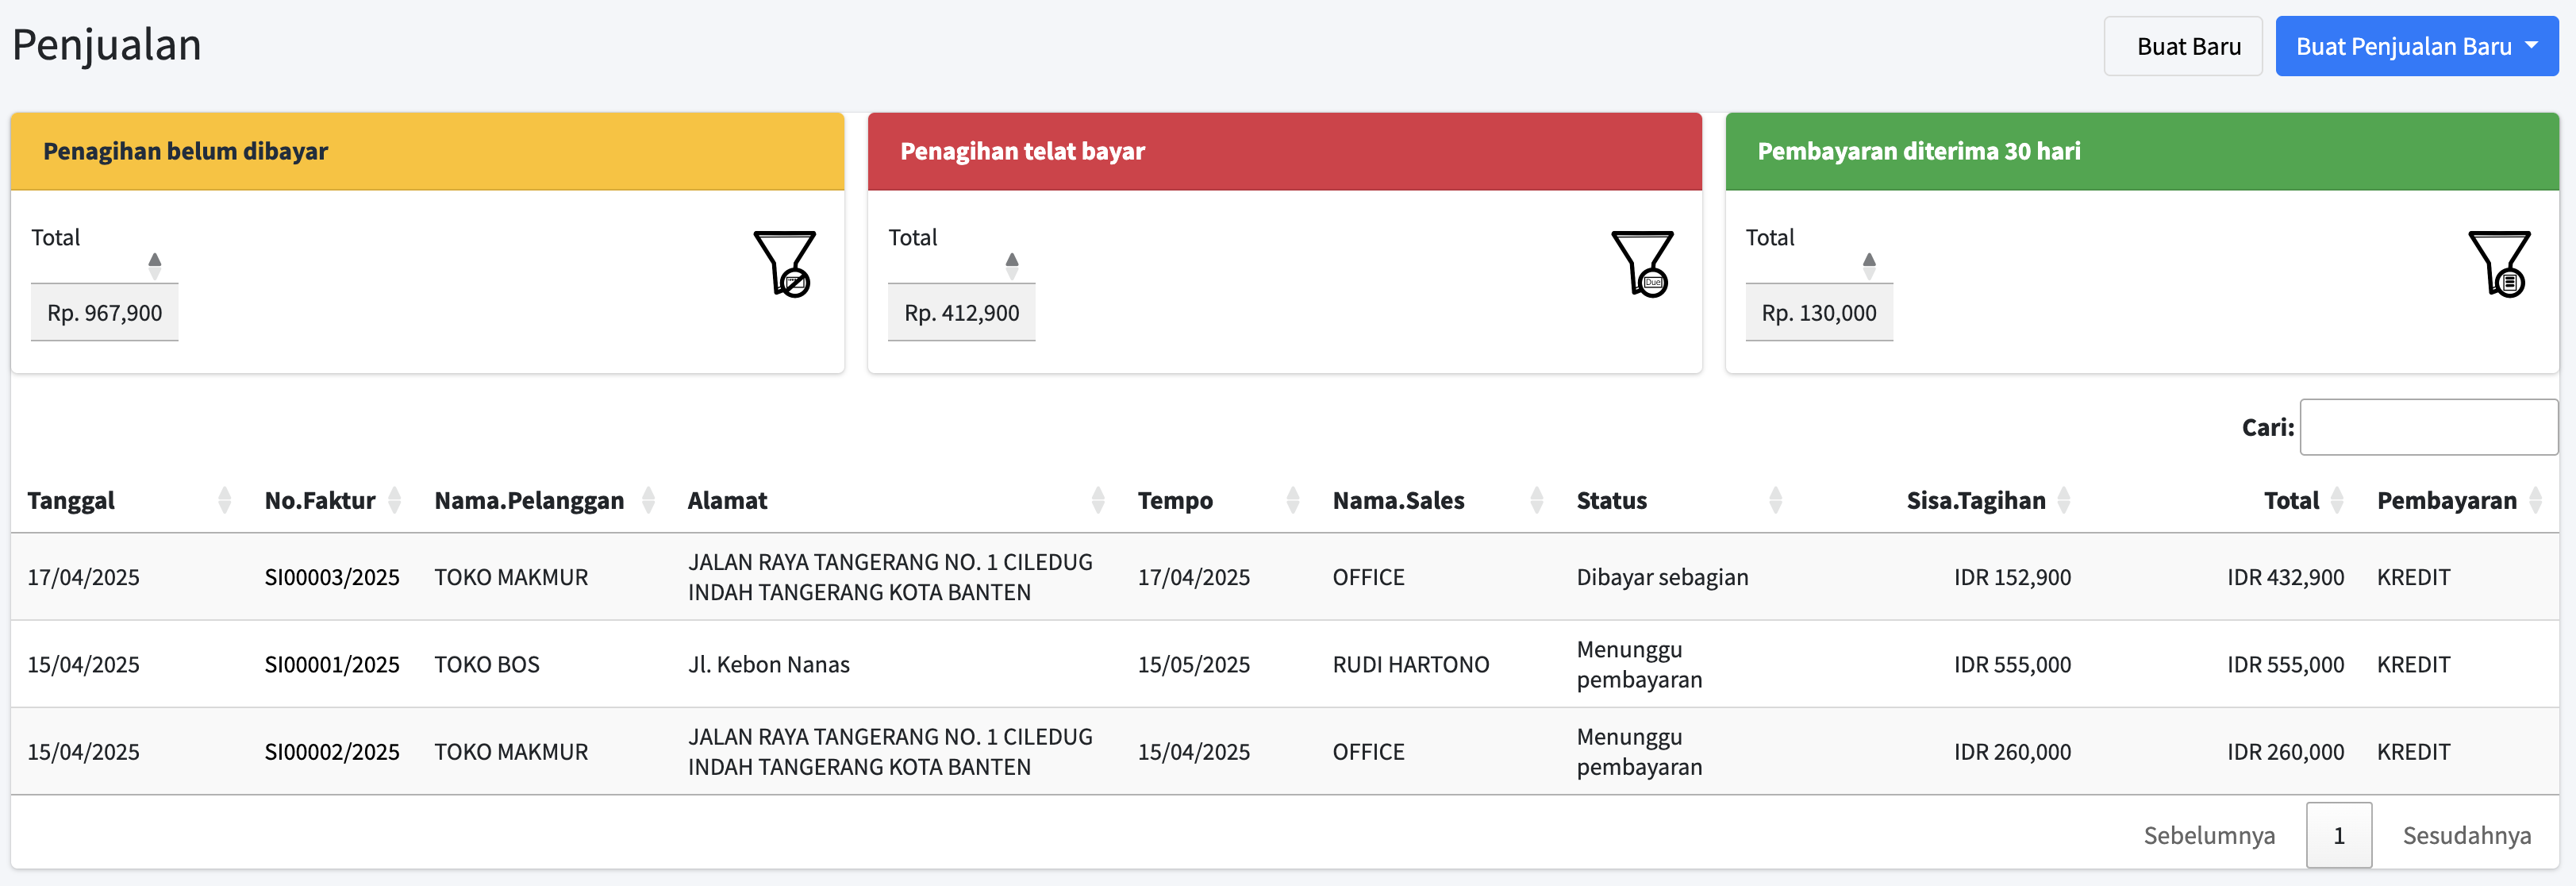 Penjualan
Buat Baru
Buat Penjualan Baru
Penagihan belum dibayar
Total
Rp. 967,900
Penagihan telat bayar
Total
Due
Rp. 412,900
Pembayaran diterima 30 hari
Total
Rp. 130,000
Cari:
Tanggal No.Faktur Nama.Pelanggan Alamat Tempo Nama.Sales Status Sisa.Tagihan Total Pembayaran
17/04/2025 SI00003/2025 TOKO MAKMUR JALAN RAYA TANGERANG NO. 1 CILEDUG
INDAH TANGERANG KOTA BANTEN 17/04/2025 OFFICE Dibayar sebagian IDR 152,900 IDR 432,900 KREDIT
15/04/2025 SI00001/2025 TOKO BOS Jl. Kebon Nanas 15/05/2025 RUDI HARTONO Menunggu
pembayaran IDR 555,000 IDR 555,000 KREDIT
15/04/2025 SI00002/2025 TOKO MAKMUR JALAN RAYA TANGERANG NO. 1 CILEDUG
INDAH TANGERANG KOTA BANTEN 15/04/2025 OFFICE Menunggu
pembayaran IDR 260,000 IDR 260,000 KREDIT
Sebelumnya 1 Sesudahnya